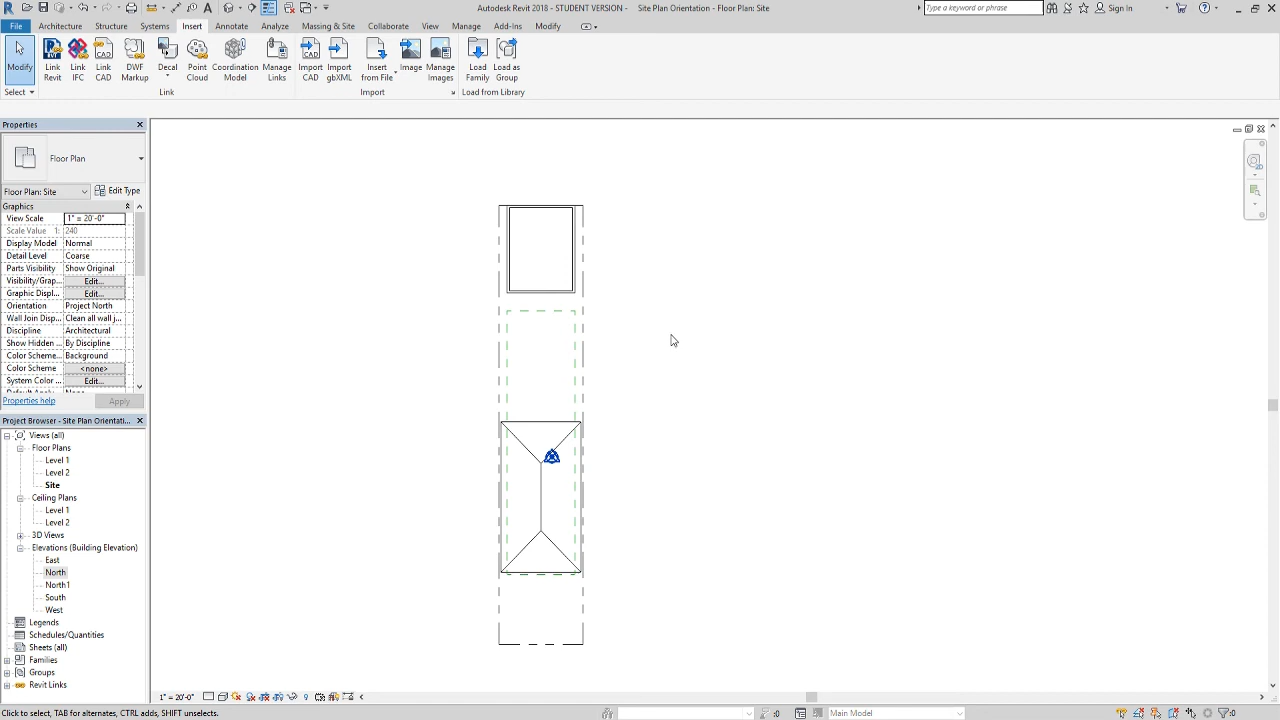 Autodesk Revit 2018 - STUDENT VERSION - Site Plan Orientation - Floor Plan: Site
Type a keyword or phrase
Sign In
File Architecture Structure Systems Insert Annotate Analyze Massing & Site Collaborate View Manage Add-Ins Modify
Modify
Link Revit
Link IFC
Link CAD
DWF Markup
Decal
Point Cloud
Coordination Model
Manage Links
Import CAD
Import gbXML
Insert from File
Image
Manage Images
Load Family
Load as Group
Select
Link
Import
Load from Library
Properties
Floor Plan
Floor Plan: Site
Edit Type
Graphics
View Scale 1" = 20'-0"
Scale Value 1: 240
Display Model Normal
Detail Level Coarse
Parts Visibility Show Original
Visibility/Grap... Edit...
Graphic Displ... Edit...
Orientation Project North
Wall Join Disp... Clean all wall j...
Discipline Architectural
Show Hidden ... By Discipline
Color Scheme... Background
Color Scheme <none>
System Color ... Edit...
Properties help
Apply
Project Browser - Site Plan Orientati...
Views (all)
Floor Plans
Level 1
Level 2
Site
Ceiling Plans
Level 1
Level 2
3D Views
Elevations (Building Elevation)
East
North
North1
South
West
Legends
Schedules/Quantities
Sheets (all)
Families
Groups
Revit Links
1" = 20'-0"
Click to select, TAB for alternates, CTRL adds, SHIFT unselects.
:0
Main Model
:0